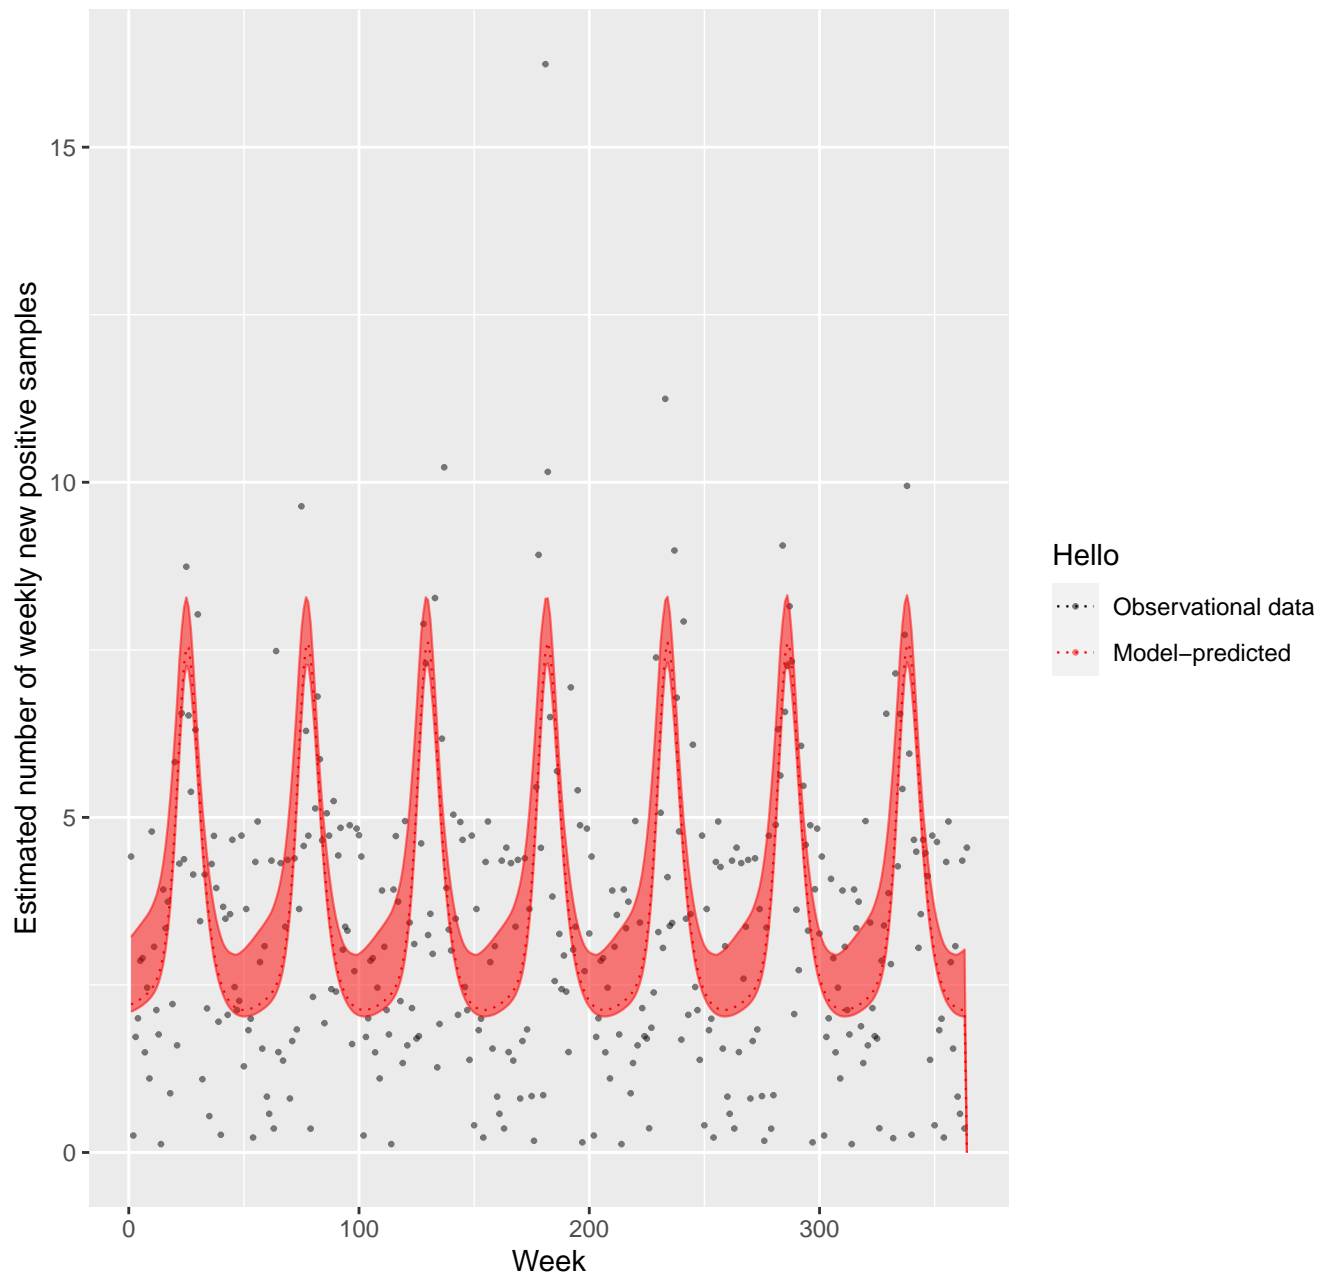 Estimated number of weekly new positive samples
15
10
5
0
0 100 200 300
Week
Hello
Observational data
Model−predicted